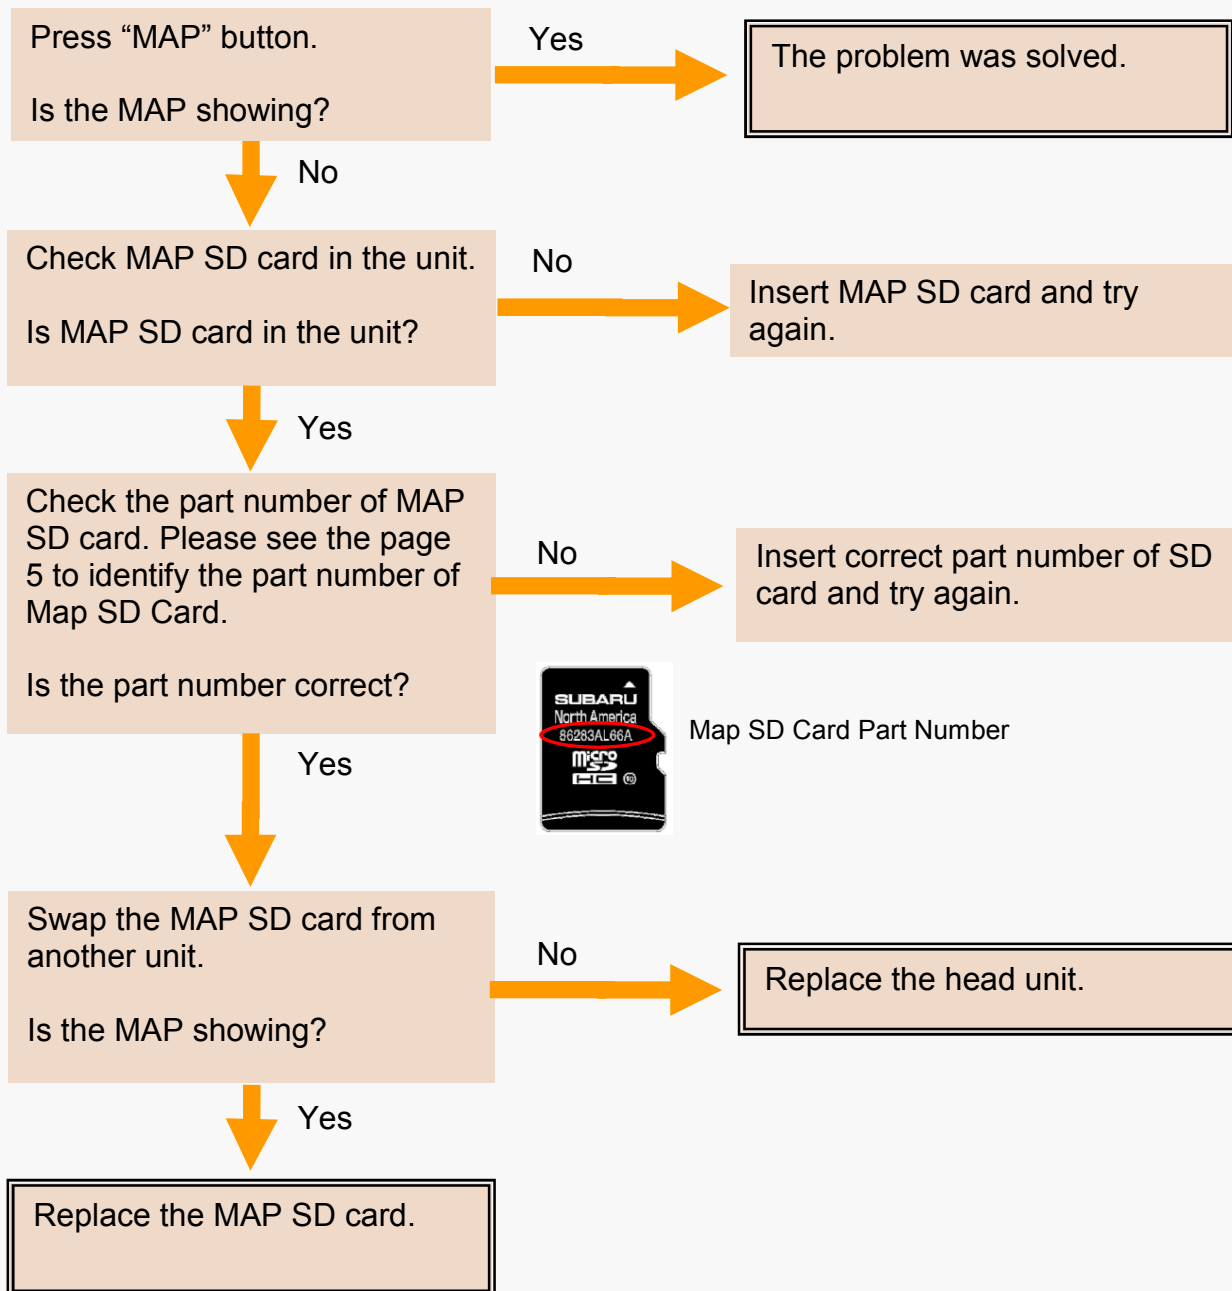 Press “MAP” button.
Is the MAP showing?
Yes
The problem was solved.
No
Check MAP SD card in the unit.
Is MAP SD card in the unit?
No
Insert MAP SD card and try
again.
Yes
Check the part number of MAP
SD card. Please see the page
5 to identify the part number of
Map SD Card.
Is the part number correct?
No
Insert correct part number of SD
card and try again.
SUBARU
North America
86283AL66A
micro
SD
HC
10
Map SD Card Part Number
Yes
Swap the MAP SD card from
another unit.
Is the MAP showing?
No
Replace the head unit.
Yes
Replace the MAP SD card.